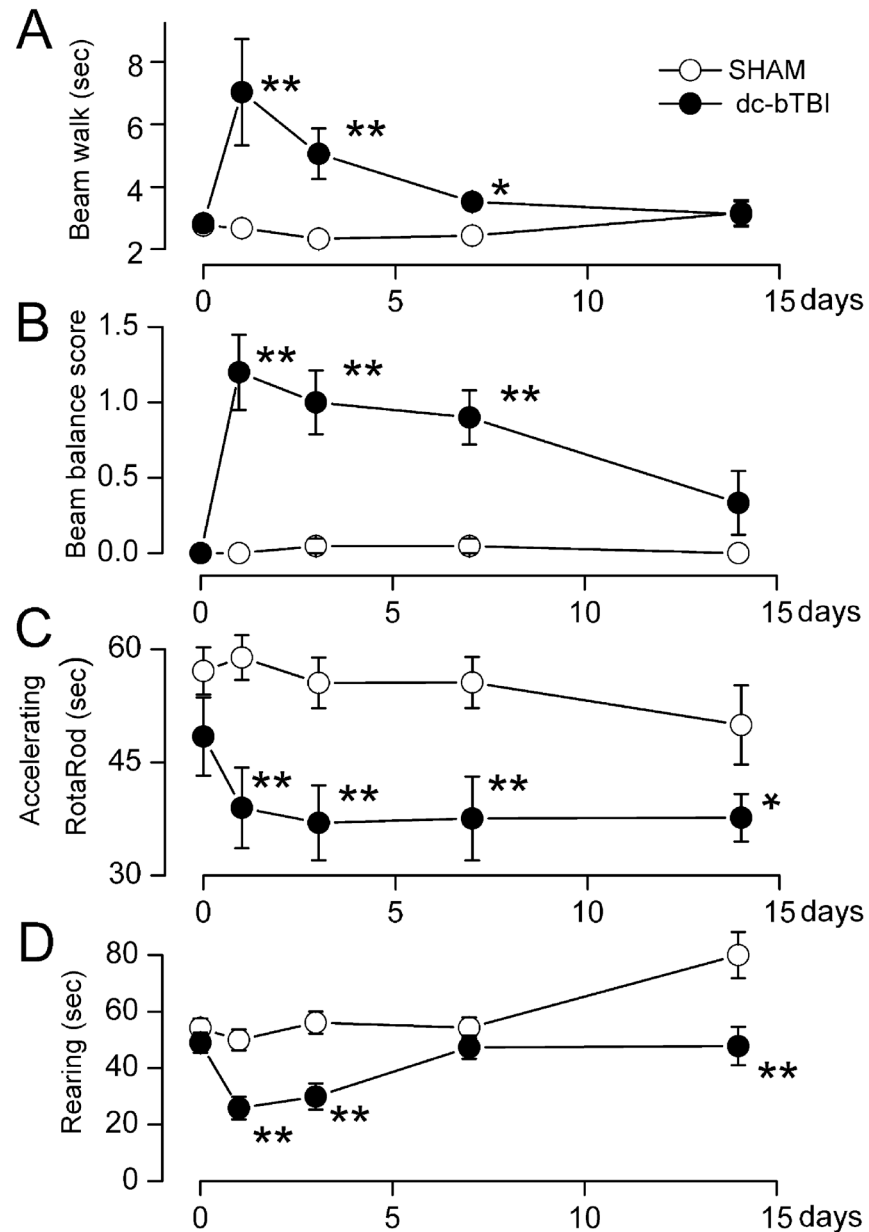 A
Beam walk (sec)
8
6
4
2
SHAM
dc-bTBI
**
**
*
0 5 10 15 days
B
Beam balance score
1.5
1.0
0.5
0.0
**
**
**
0 5 10 15 days
C
Accelerating
RotaRod (sec)
60
45
30
**
**
**
*
0 5 10 15 days
D
Rearing (sec)
80
60
40
20
0
**
**
**
0 5 10 15 days